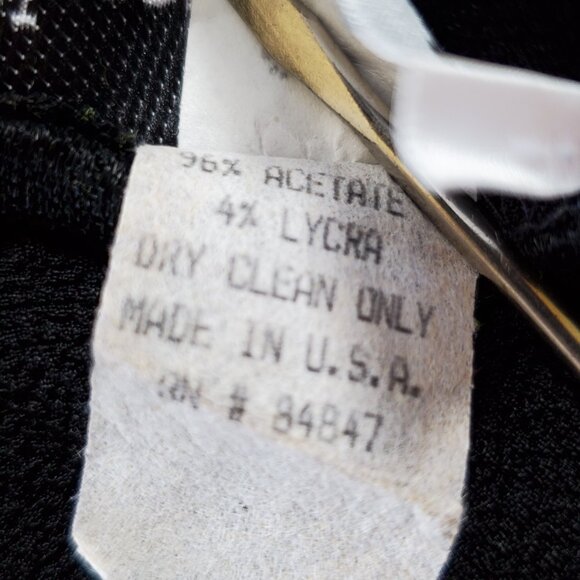 96% ACETATE
4% LYCRA
DRY CLEAN ONLY
MADE IN U.S.A.
RN # 84847